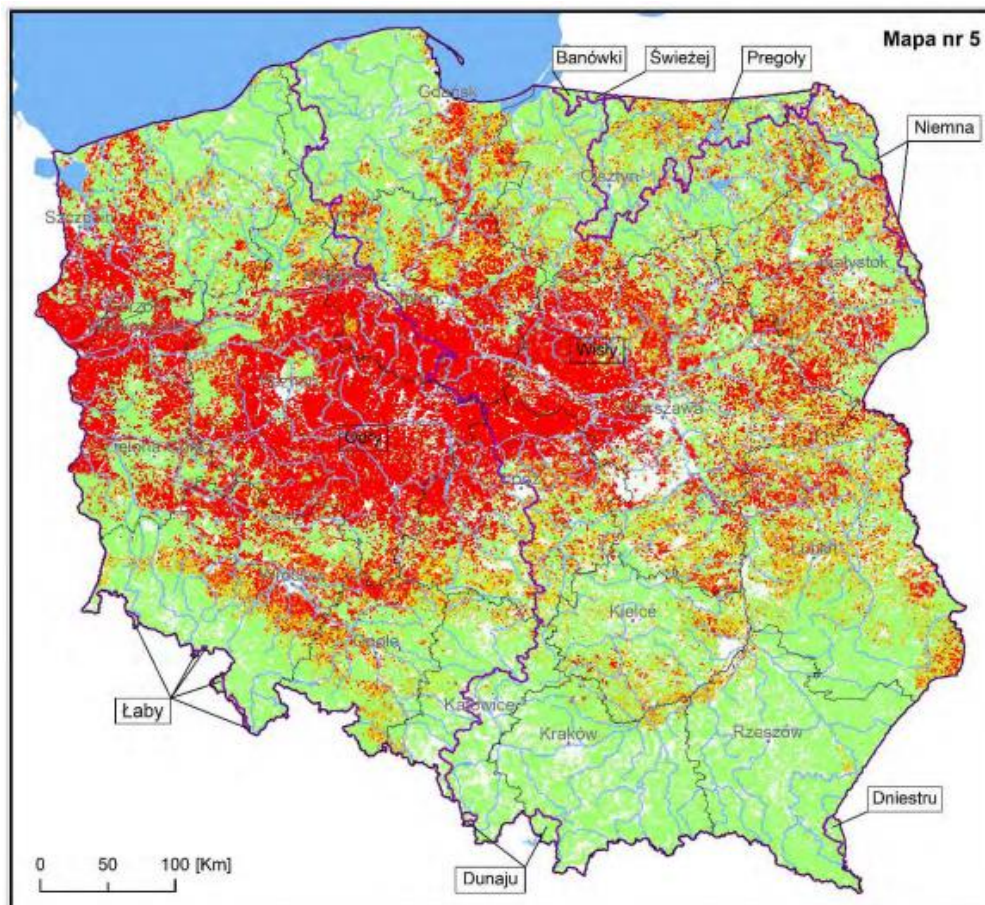 Mapa nr 5
Banówki
Świeżej
Pregoły
Gdańsk
Niemna
Olsztyn
Szczecin
Białystok
Wisły
Warszawa
Odry
Lublin
Kielce
Opole
Łaby
Katowice
Kraków
Rzeszów
Dniestru
0 50 100 [Km]
Dunaju